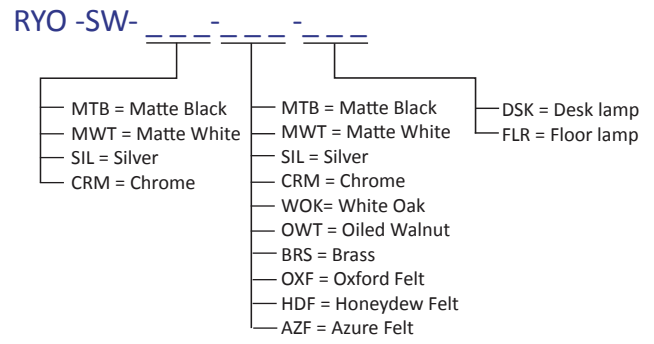 RYO -SW- _ _ _ - _ _ _ - _ _ _
MTB = Matte Black
MWT = Matte White
SIL = Silver
CRM = Chrome
MTB = Matte Black
MWT = Matte White
SIL = Silver
CRM = Chrome
WOK= White Oak
OWT = Oiled Walnut
BRS = Brass
OXF = Oxford Felt
HDF = Honeydew Felt
AZF = Azure Felt
DSK = Desk lamp
FLR = Floor lamp